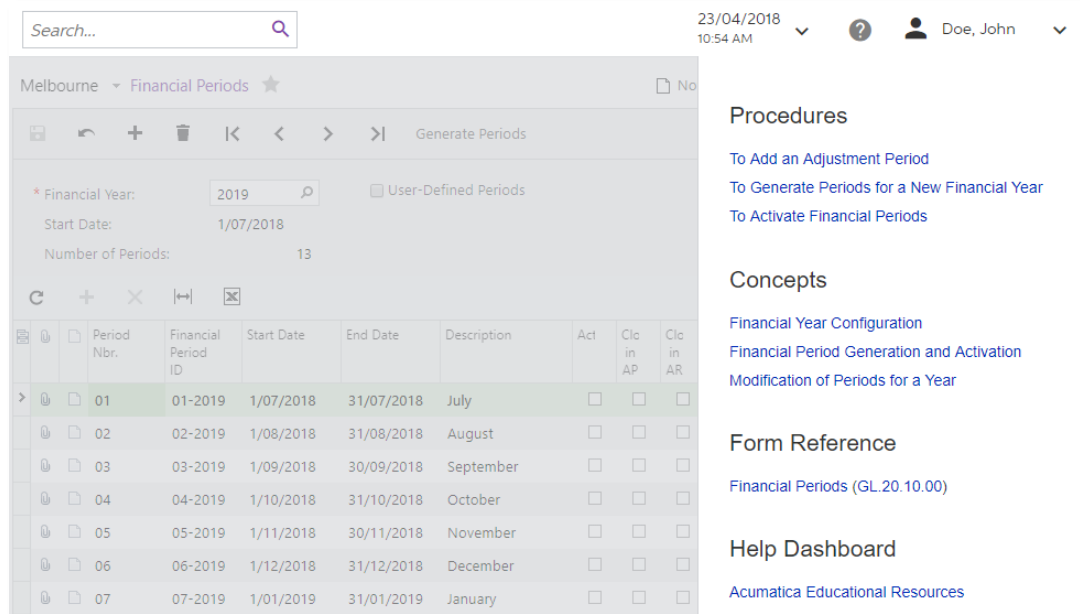 Search...
23/04/2018
10:54 AM
Doe, John
Melbourne Financial Periods
No
Generate Periods
* Financial Year: 2019 User-Defined Periods
Start Date: 1/07/2018
Number of Periods: 13
Period Nbr. Financial Period ID Start Date End Date Description Act Clo in AP Clo in AR
01 01-2019 1/07/2018 31/07/2018 July
02 02-2019 1/08/2018 31/08/2018 August
03 03-2019 1/09/2018 30/09/2018 September
04 04-2019 1/10/2018 31/10/2018 October
05 05-2019 1/11/2018 30/11/2018 November
06 06-2019 1/12/2018 31/12/2018 December
07 07-2019 1/01/2019 31/01/2019 January
Procedures
To Add an Adjustment Period
To Generate Periods for a New Financial Year
To Activate Financial Periods
Concepts
Financial Year Configuration
Financial Period Generation and Activation
Modification of Periods for a Year
Form Reference
Financial Periods (GL.20.10.00)
Help Dashboard
Acumatica Educational Resources